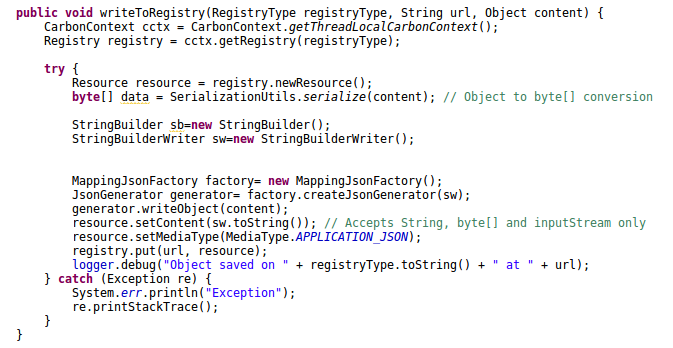 public void writeToRegistry(RegistryType registryType, String url, Object content) {
    CarbonContext cctx = CarbonContext.getThreadLocalCarbonContext();
    Registry registry = cctx.getRegistry(registryType);

    try {
        Resource resource = registry.newResource();
        byte[] data = SerializationUtils.serialize(content); // Object to byte[] conversion

        StringBuilder sb=new StringBuilder();
        StringBuilderWriter sw=new StringBuilderWriter();


        MappingJsonFactory factory= new MappingJsonFactory();
        JsonGenerator generator= factory.createJsonGenerator(sw);
        generator.writeObject(content);
        resource.setContent(sw.toString()); // Accepts String, byte[] and inputStream only
        resource.setMediaType(MediaType.APPLICATION_JSON);
        registry.put(url, resource);
        logger.debug("Object saved on " + registryType.toString() + " at " + url);
    } catch (Exception re) {
        System.err.println("Exception");
        re.printStackTrace();
    }
}